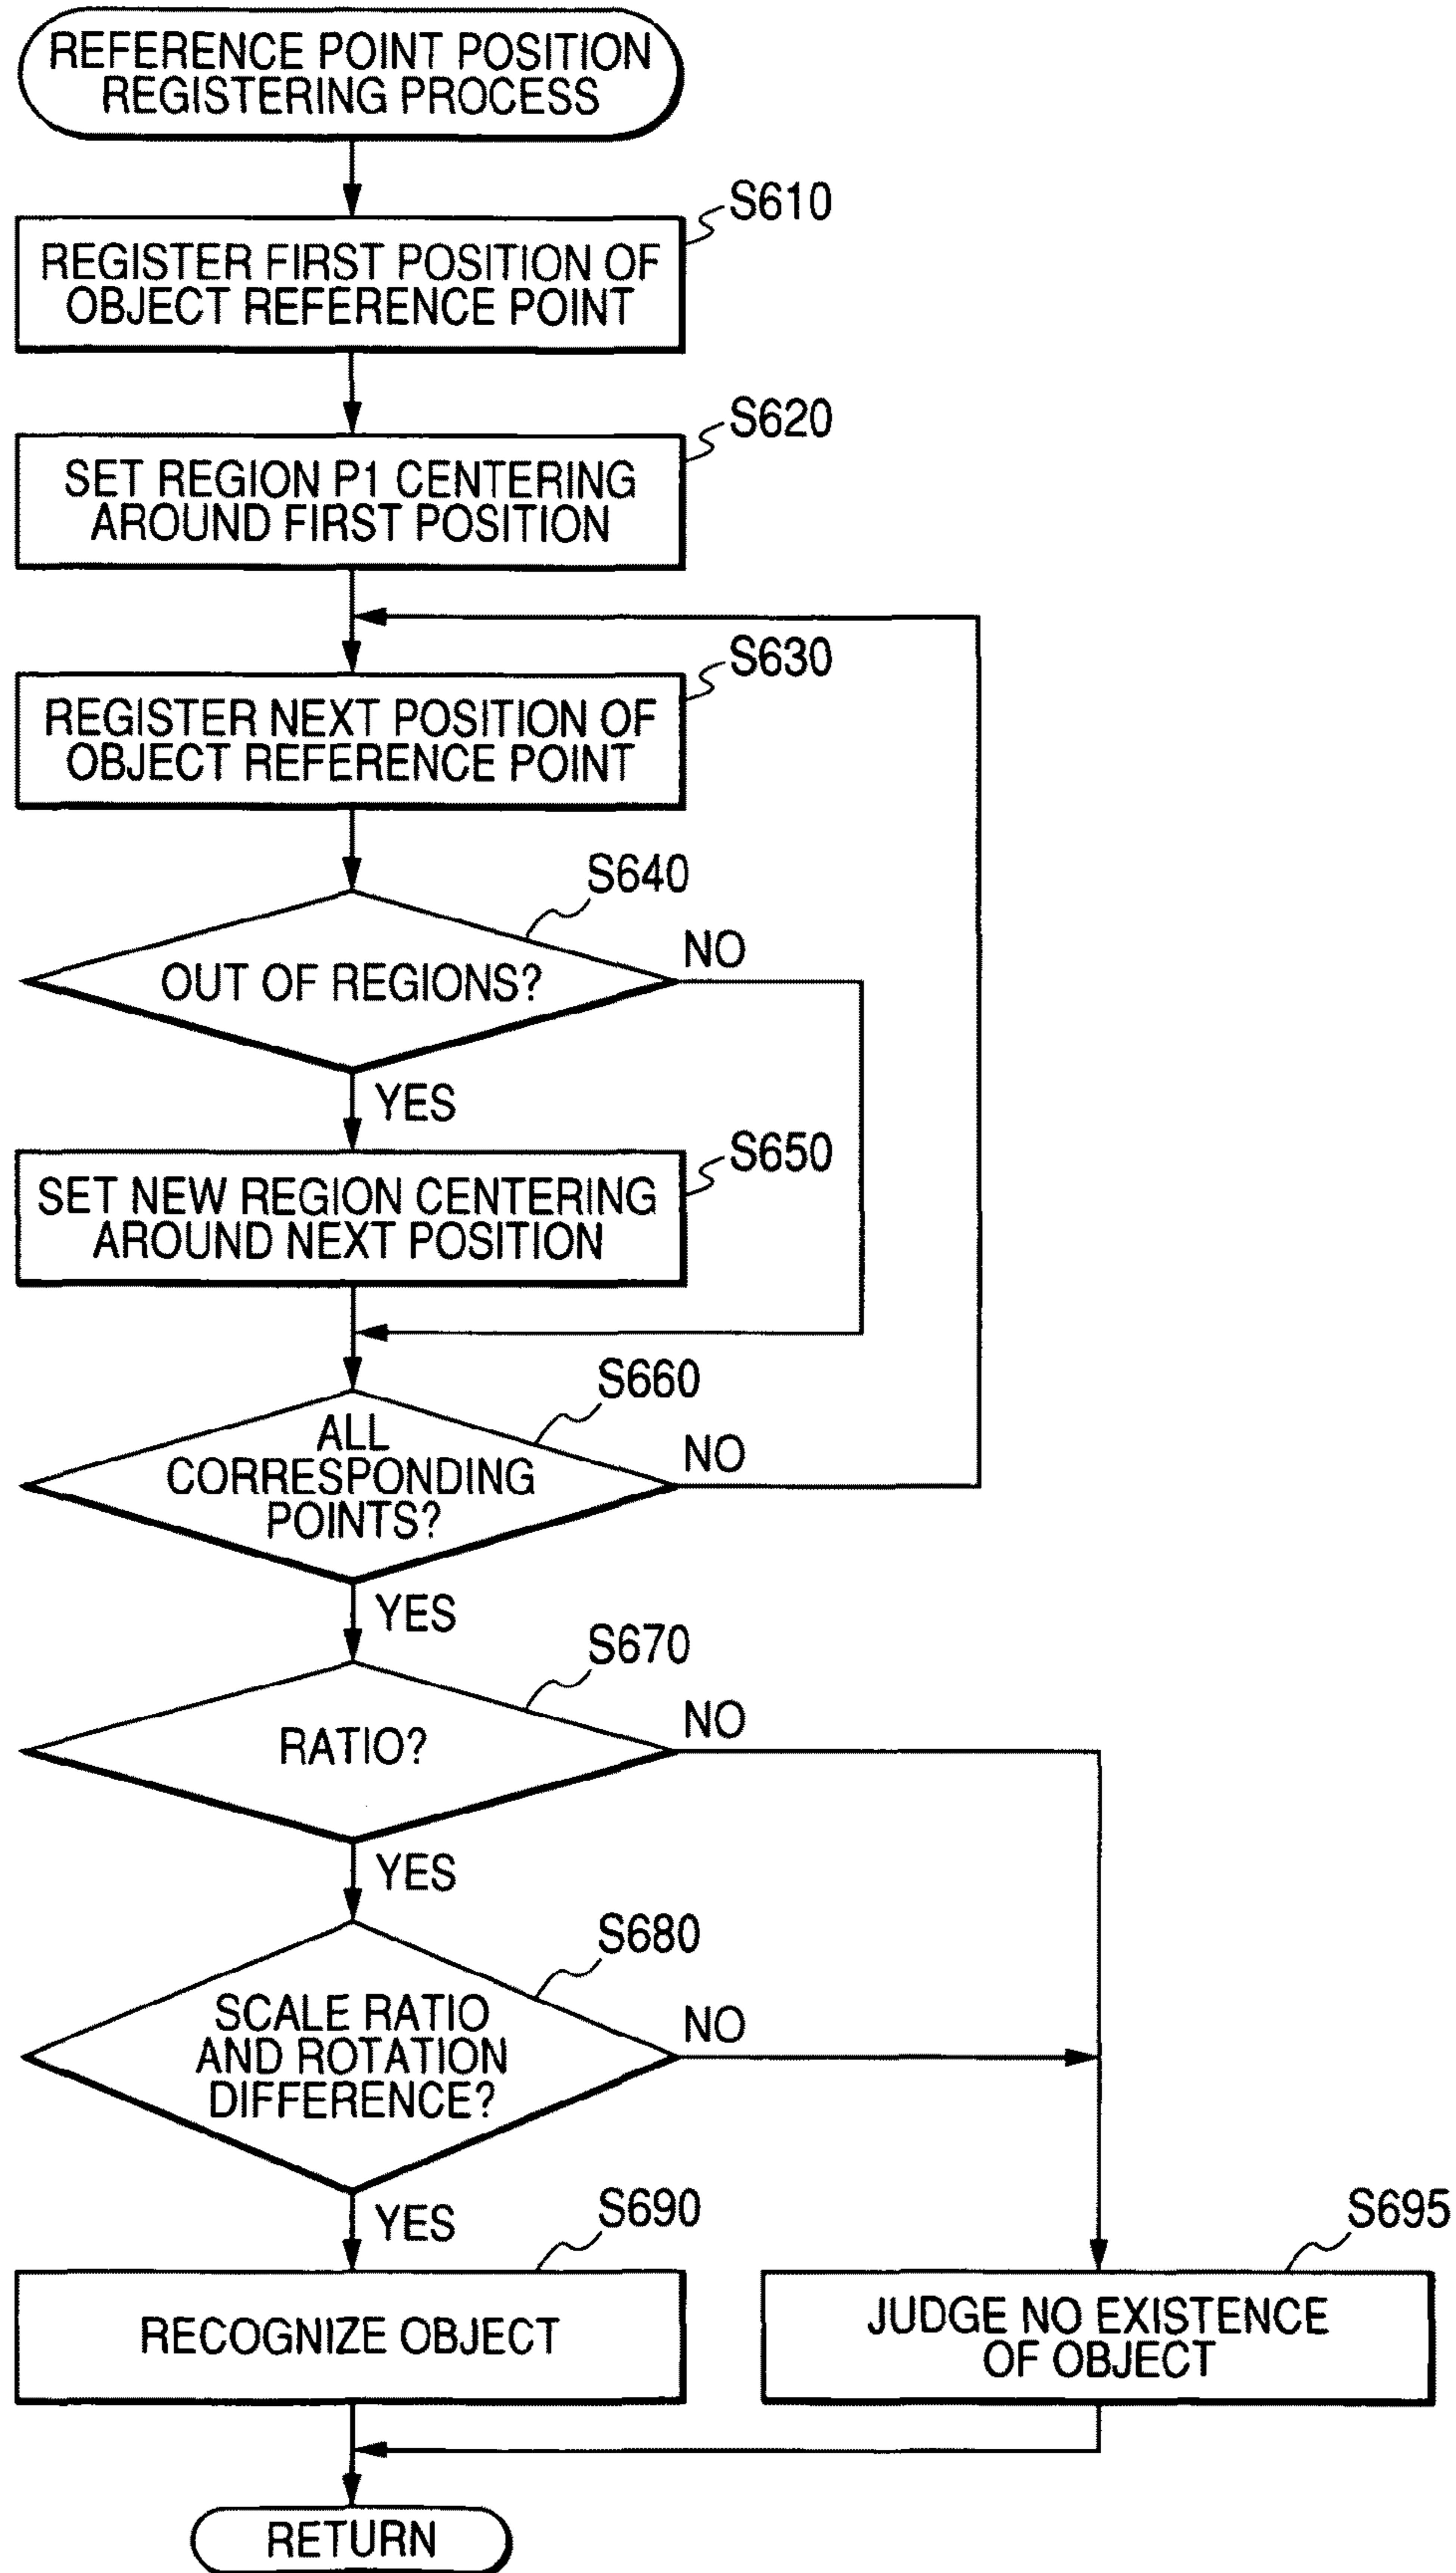 REFERENCE POINT POSITION
REGISTERING PROCESS
S610
REGISTER FIRST POSITION OF
OBJECT REFERENCE POINT
S620
SET REGION P1 CENTERING
AROUND FIRST POSITION
S630
REGISTER NEXT POSITION OF
OBJECT REFERENCE POINT
S640
OUT OF REGIONS?
NO
YES
S650
SET NEW REGION CENTERING
AROUND NEXT POSITION
S660
ALL
CORRESPONDING
POINTS?
NO
YES
S670
RATIO?
NO
YES
S680
SCALE RATIO
AND ROTATION
DIFFERENCE?
NO
YES
S690
RECOGNIZE OBJECT
S695
JUDGE NO EXISTENCE
OF OBJECT
RETURN